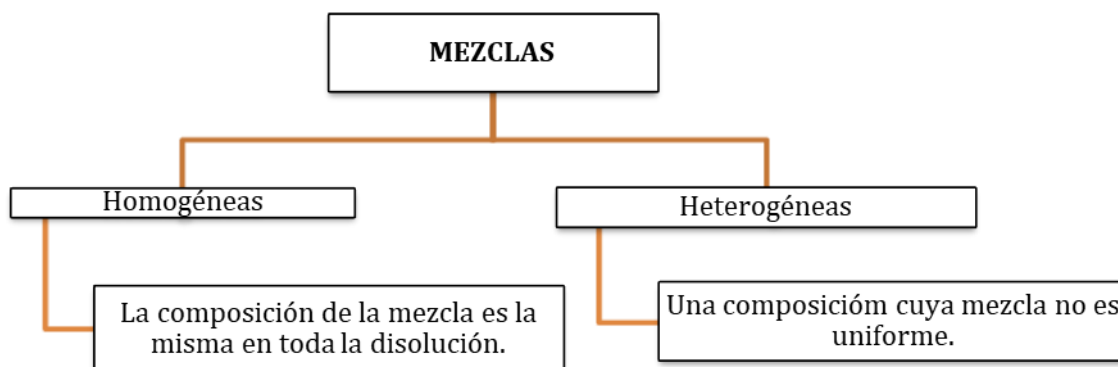 MEZCLAS
Homogéneas
Heterogéneas
La composición de la mezcla es la
misma en toda la disolución.
Una composicióm cuya mezcla no es
uniforme.